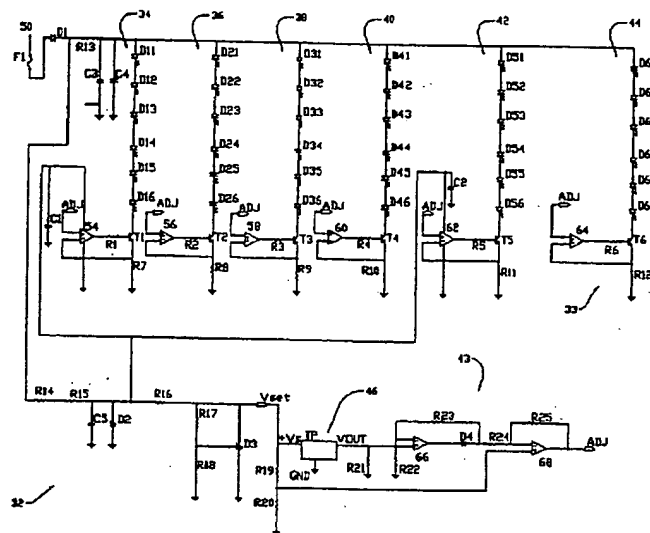 50
34
36
38
40
42
44
F1
D1
R13
C3
C4
D11
D21
D31
D41
D51
D12
D22
D32
D42
D52
D13
D23
D33
D43
D53
D14
D24
D34
D44
D54
D15
D25
D35
D45
D55
D16
D26
D36
D46
D56
C2
ADJ
ADJ
ADJ
ADJ
ADJ
ADJ
54
56
58
60
62
64
T1
T2
T3
T4
T5
T6
R1
R2
R3
R4
R5
R6
R7
R8
R9
R10
R11
R12
33
R14
R15
R16
Vset
46
43
C5
D2
R17
D3
R18
TP
VOUT
GND
R19
R20
R21
R22
R23
66
D4
R24
R25
68
ADJ
32